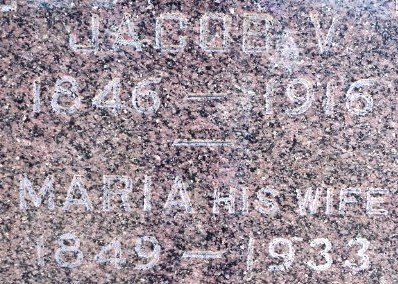 JACOB V
1846 — 1916
MARIA HIS WIFE
1849 — 1933